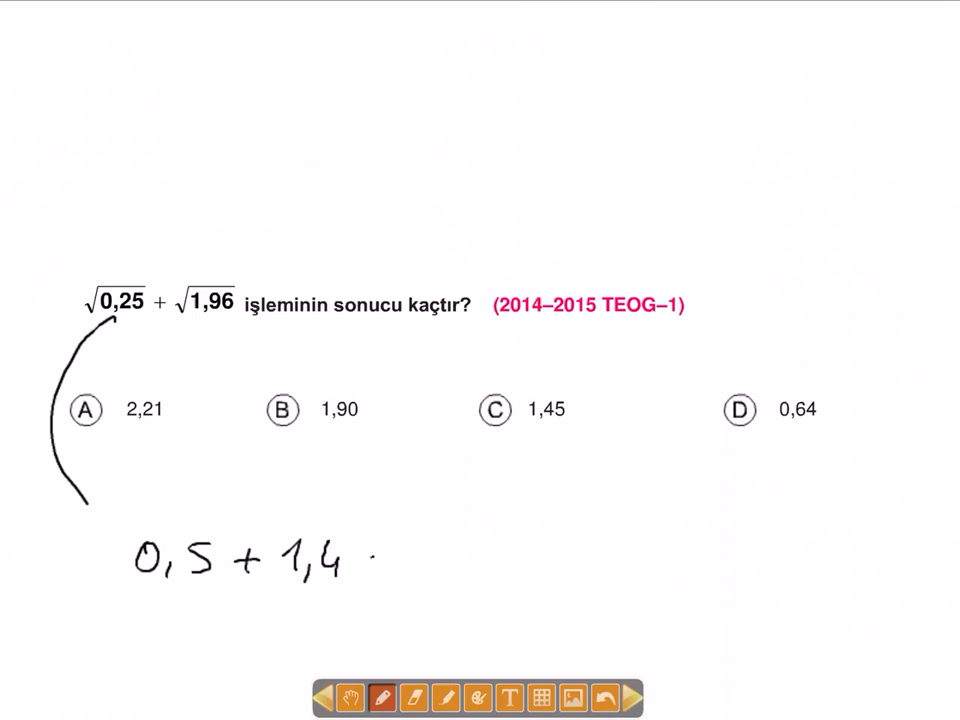 √0,25 + √1,96 işleminin sonucu kaçtır? (2014–2015 TEOG–1)
A 2,21 B 1,90 C 1,45 D 0,64
0,5 + 1,4
T